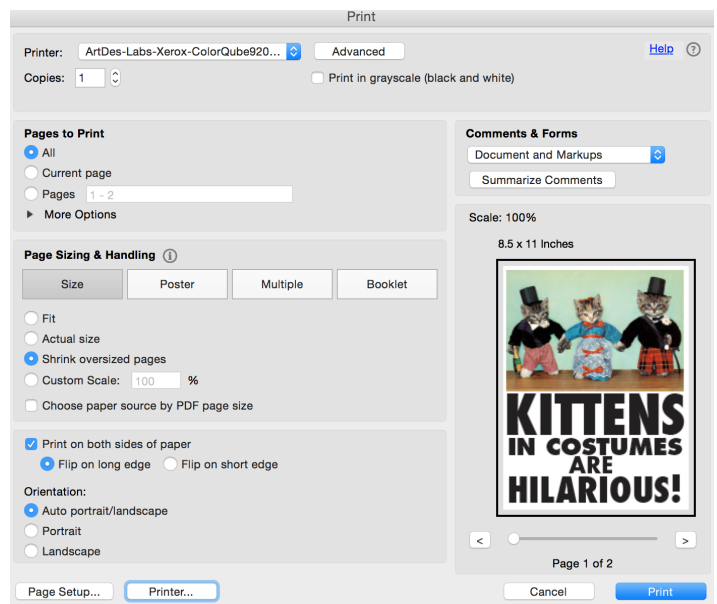 Print
Printer: ArtDes-Labs-Xerox-ColorQube920... Advanced Help ?
Copies: 1 Print in grayscale (black and white)
Pages to Print
All
Current page
Pages 1 - 2
More Options
Comments & Forms
Document and Markups
Summarize Comments
Page Sizing & Handling i
Size Poster Multiple Booklet
Fit
Actual size
Shrink oversized pages
Custom Scale: 100 %
Choose paper source by PDF page size
Print on both sides of paper
Flip on long edge Flip on short edge
Orientation:
Auto portrait/landscape
Portrait
Landscape
Scale: 100%
8.5 x 11 Inches
KITTENS
IN COSTUMES
ARE
HILARIOUS!
< >
Page 1 of 2
Page Setup... Printer... Cancel Print